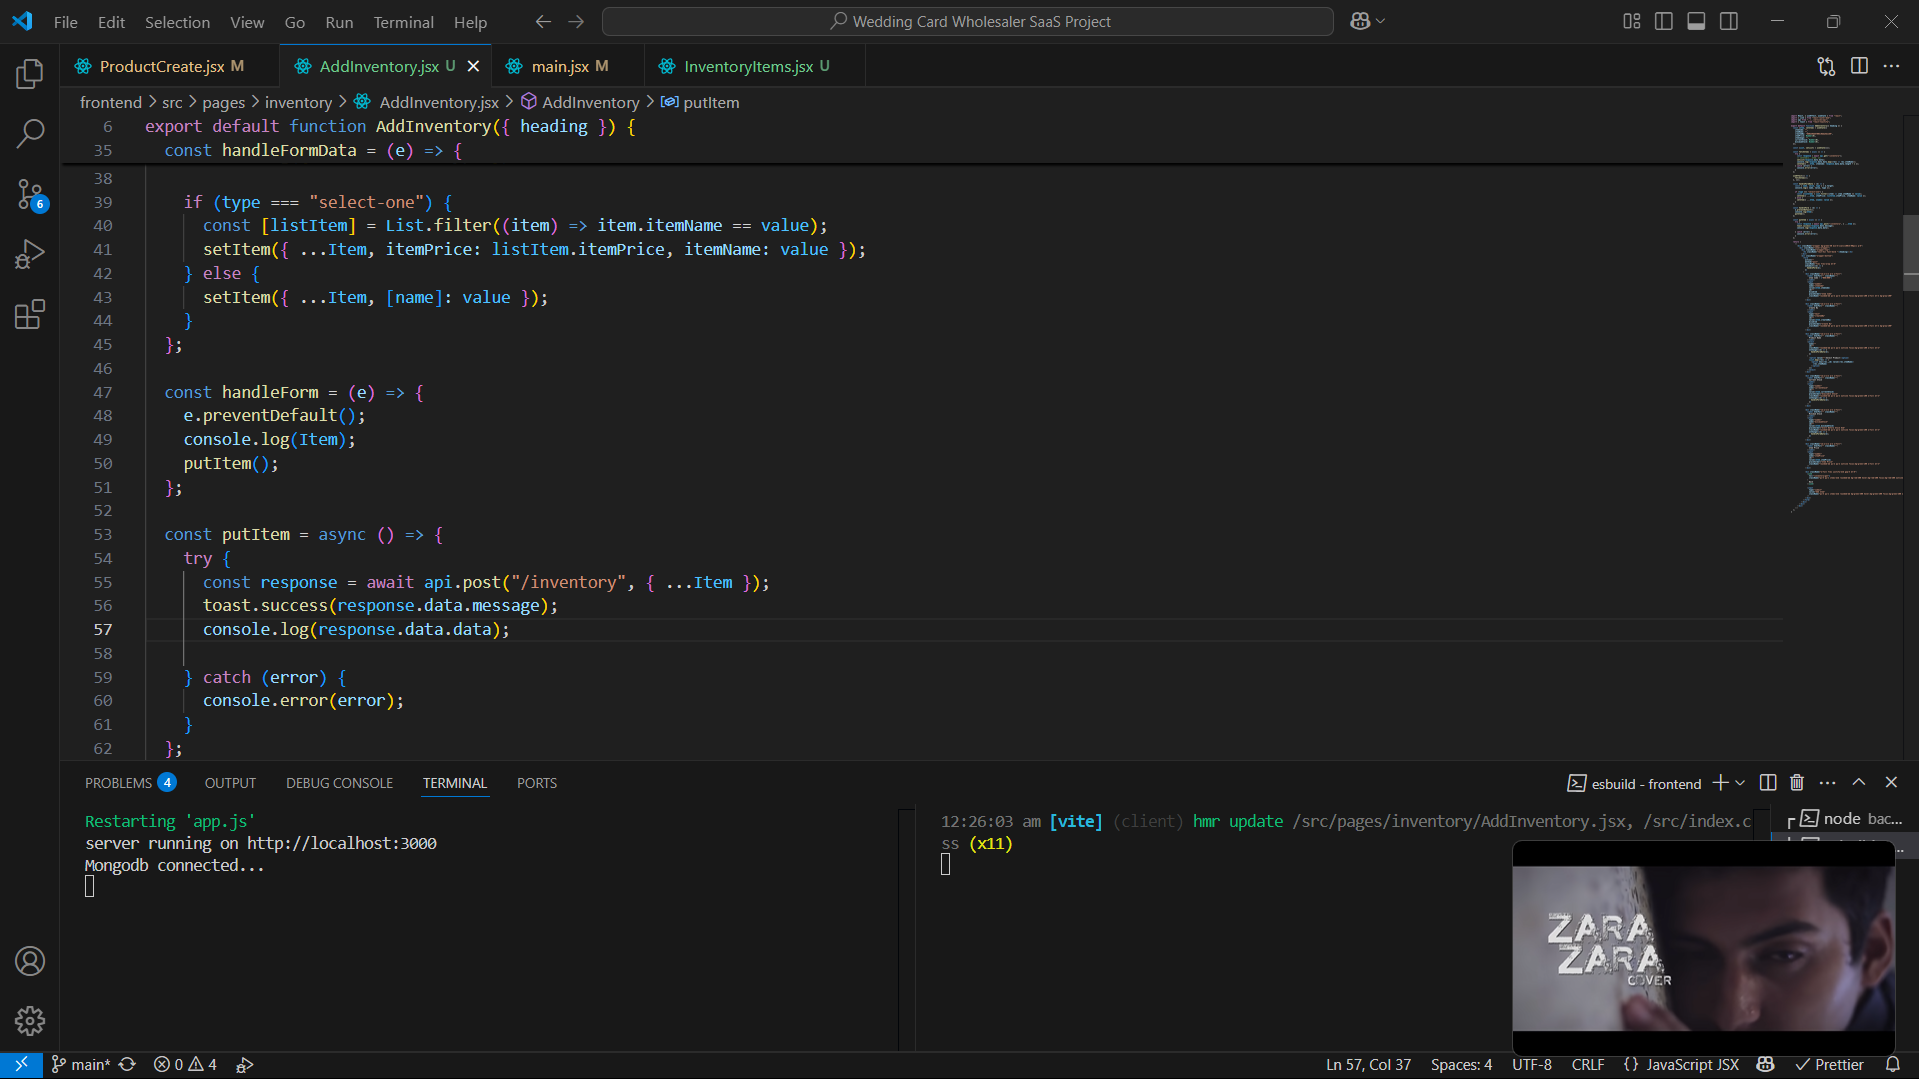 File Edit Selection View Go Run Terminal Help
Wedding Card Wholesaler SaaS Project
ProductCreate.jsx M
AddInventory.jsx U
main.jsx M
InventoryItems.jsx U
frontend > src > pages > inventory > AddInventory.jsx > AddInventory > putItem
6 export default function AddInventory({ heading }) {
35 const handleFormData = (e) => {
38
39 if (type === "select-one") {
40 const [listItem] = List.filter((item) => item.itemName == value);
41 setItem({ ...Item, itemPrice: listItem.itemPrice, itemName: value });
42 } else {
43 setItem({ ...Item, [name]: value });
44 }
45 };
46
47 const handleForm = (e) => {
48 e.preventDefault();
49 console.log(Item);
50 putItem();
51 };
52
53 const putItem = async () => {
54 try {
55 const response = await api.post("/inventory", { ...Item });
56 toast.success(response.data.message);
57 console.log(response.data.data);
58
59 } catch (error) {
60 console.error(error);
61 }
62 };
6
PROBLEMS 4 OUTPUT DEBUG CONSOLE TERMINAL PORTS
esbuild - frontend
Restarting 'app.js'
server running on http://localhost:3000
Mongodb connected...
12:26:03 am [vite] (client) hmr update /src/pages/inventory/AddInventory.jsx, /src/index.c
ss (x11)
node bac...
ZARA
ZARA
COVER
main* 0 4
Ln 57, Col 37 Spaces: 4 UTF-8 CRLF {} JavaScript JSX Prettier